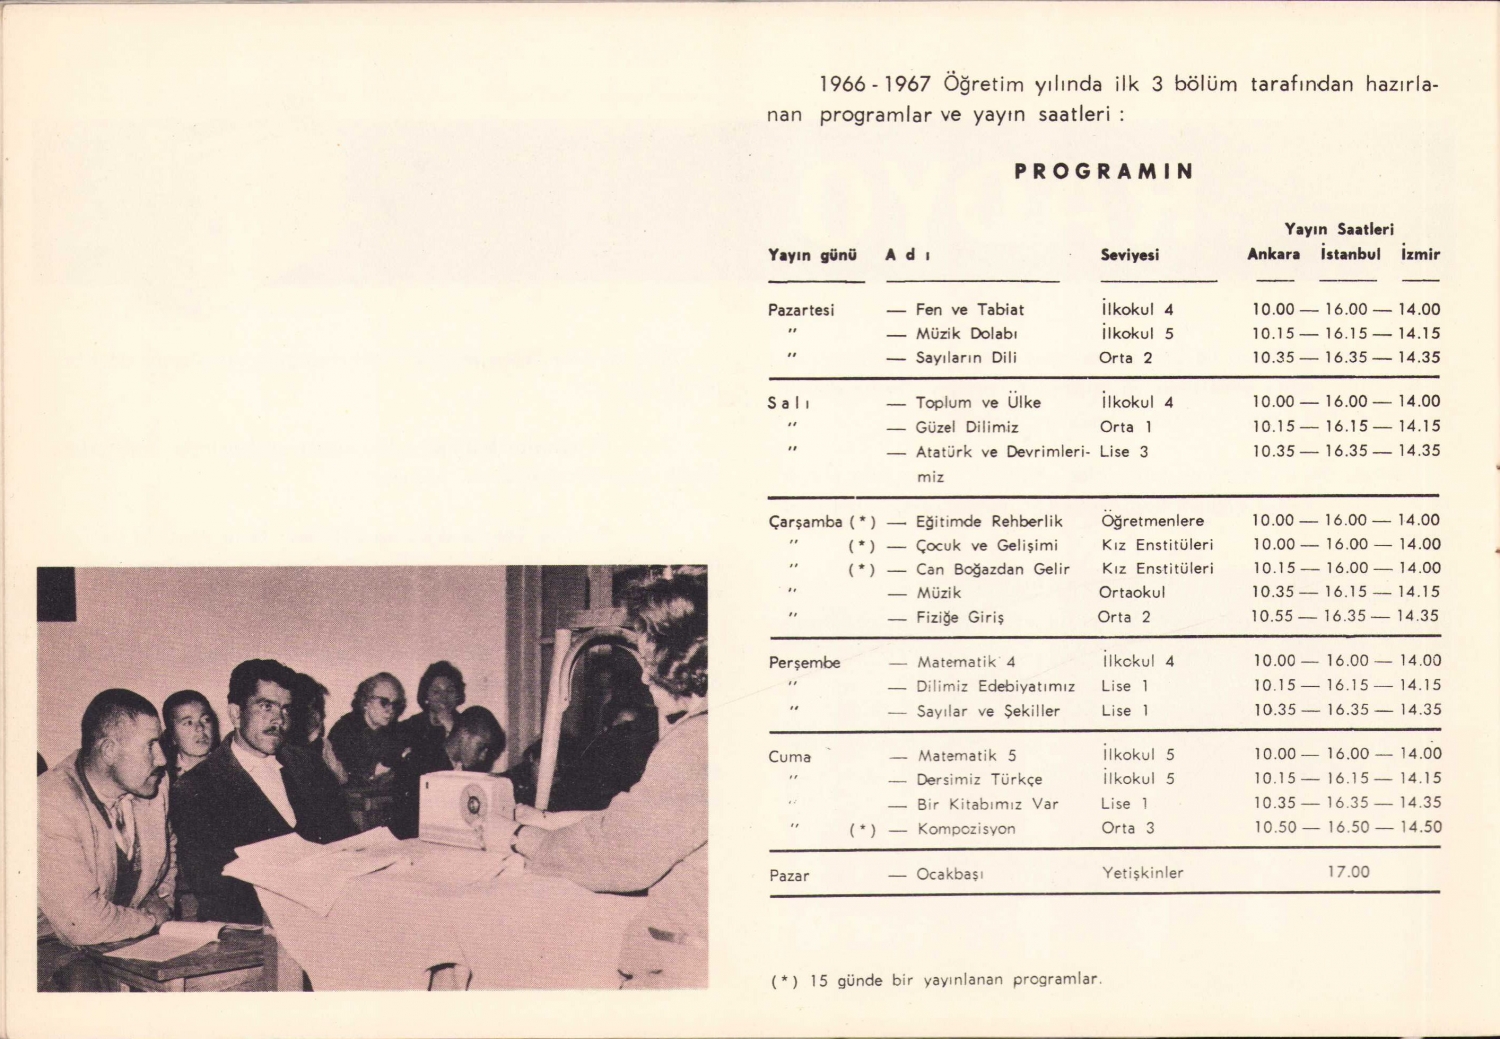 1966 - 1967 Öğretim yılında ilk 3 bölüm tarafından hazırla-
nan programlar ve yayın saatleri :
PROGRAMIN
Yayın Saatleri
Yayın günü A d ı Seviyesi Ankara İstanbul İzmir
Pazartesi — Fen ve Tabiat İlkokul 4 10.00 — 16.00 — 14.00
" — Müzik Dolabı İlkokul 5 10.15 — 16.15 — 14.15
" — Sayıların Dili Orta 2 10.35 — 16.35 — 14.35
S a l ı — Toplum ve Ülke İlkokul 4 10.00 — 16.00 — 14.00
" — Güzel Dilimiz Orta 1 10.15 — 16.15 — 14.15
" — Atatürk ve Devrimleri- Lise 3 10.35 — 16.35 — 14.35
miz
Çarşamba (*) — Eğitimde Rehberlik Öğretmenlere 10.00 — 16.00 — 14.00
" (*) — Çocuk ve Gelişimi Kız Enstitüleri 10.00 — 16.00 — 14.00
" (*) — Can Boğazdan Gelir Kız Enstitüleri 10.15 — 16.00 — 14.00
" — Müzik Ortaokul 10.35 — 16.15 — 14.15
" — Fiziğe Giriş Orta 2 10.55 — 16.35 — 14.35
Perşembe — Matematik 4 İlkokul 4 10.00 — 16.00 — 14.00
" — Dilimiz Edebiyatımız Lise 1 10.15 — 16.15 — 14.15
" — Sayılar ve Şekiller Lise 1 10.35 — 16.35 — 14.35
Cuma — Matematik 5 İlkokul 5 10.00 — 16.00 — 14.00
" — Dersimiz Türkçe İlkokul 5 10.15 — 16.15 — 14.15
" — Bir Kitabımız Var Lise 1 10.35 — 16.35 — 14.35
" (*) — Kompozisyon Orta 3 10.50 — 16.50 — 14.50
Pazar — Ocakbaşı Yetişkinler 17.00
(*) 15 günde bir yayınlanan programlar.